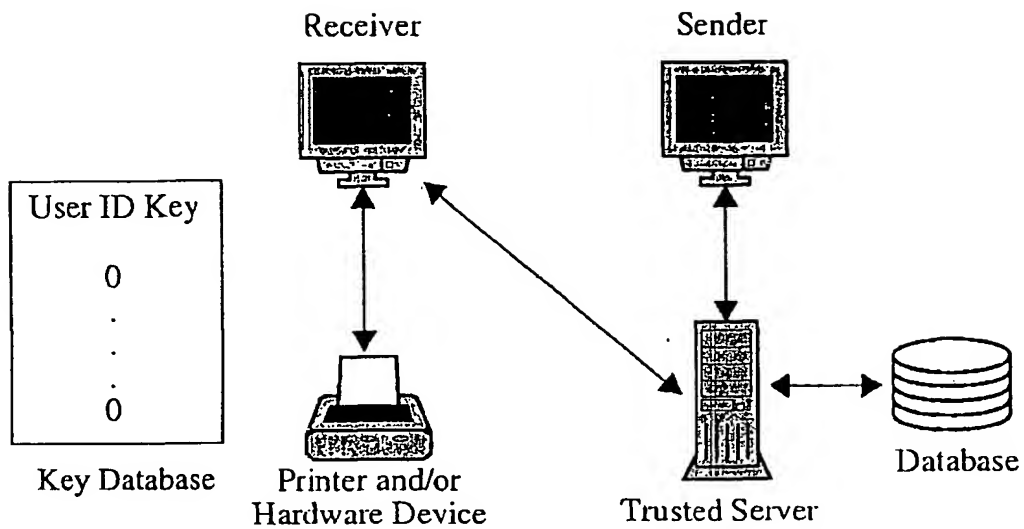 Receiver
Sender
User ID Key
0
.
.
.
0
Key Database
Printer and/or
Hardware Device
Trusted Server
Database